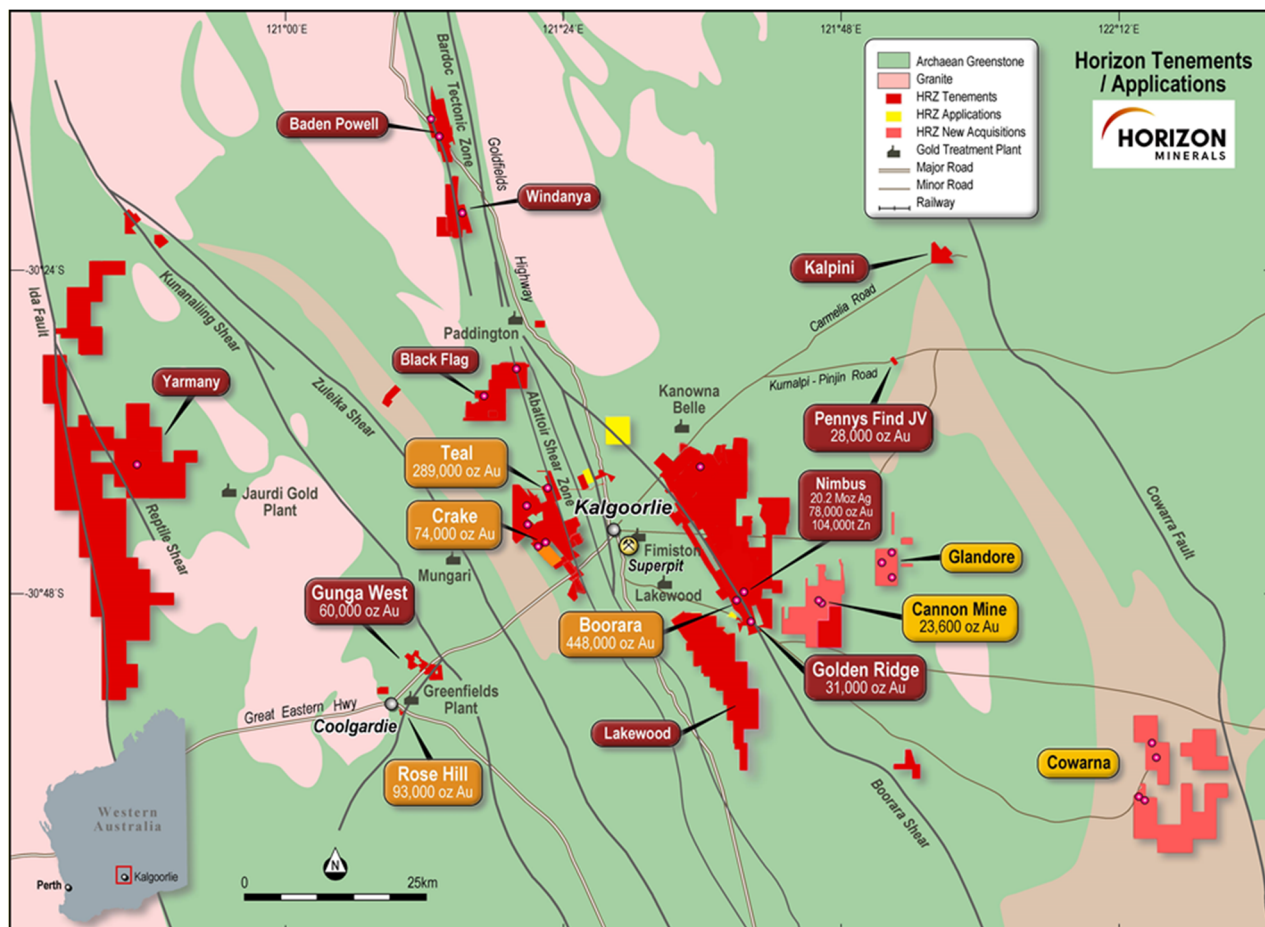 121°00´E
121°24´E
121°48´E
122°12´E
Archaean Greenstone
Granite
HRZ Tenements
HRZ Applications
HRZ New Acquisitions
Gold Treatment Plant
Major Road
Minor Road
Railway
Horizon Tenements
/ Applications
HORIZON
MINERALS
Bardoc Tectonic Zone
Goldfields
Highway
Baden Powell
Windanya
-30°24´S
Kalpini
Carmelia Road
Ida Fault
Kunanalling Shear
Zuleika Shear
Paddington
Black Flag
Abattoir Shear Zone
Kurnalpi - Pinjin Road
Yarmany
Kanowna
Belle
Pennys Find JV
28,000 oz Au
Teal
289,000 oz Au
Nimbus
20.2 Moz Ag
78,000 oz Au
104,000t Zn
Jaurdi Gold
Plant
Reptile Shear
Crake
74,000 oz Au
Kalgoorlie
Cowarra Fault
Fimiston
Superpit
Glandore
Mungari
Lakewood
-30°48´S
Gunga West
60,000 oz Au
Cannon Mine
23,600 oz Au
Boorara
448,000 oz Au
Golden Ridge
31,000 oz Au
Greenfields
Plant
Great Eastern Hwy
Coolgardie
Lakewood
Cowarna
Rose Hill
93,000 oz Au
Boorara Shear
Western
Australia
Kalgoorlie
Perth
N
0
25km